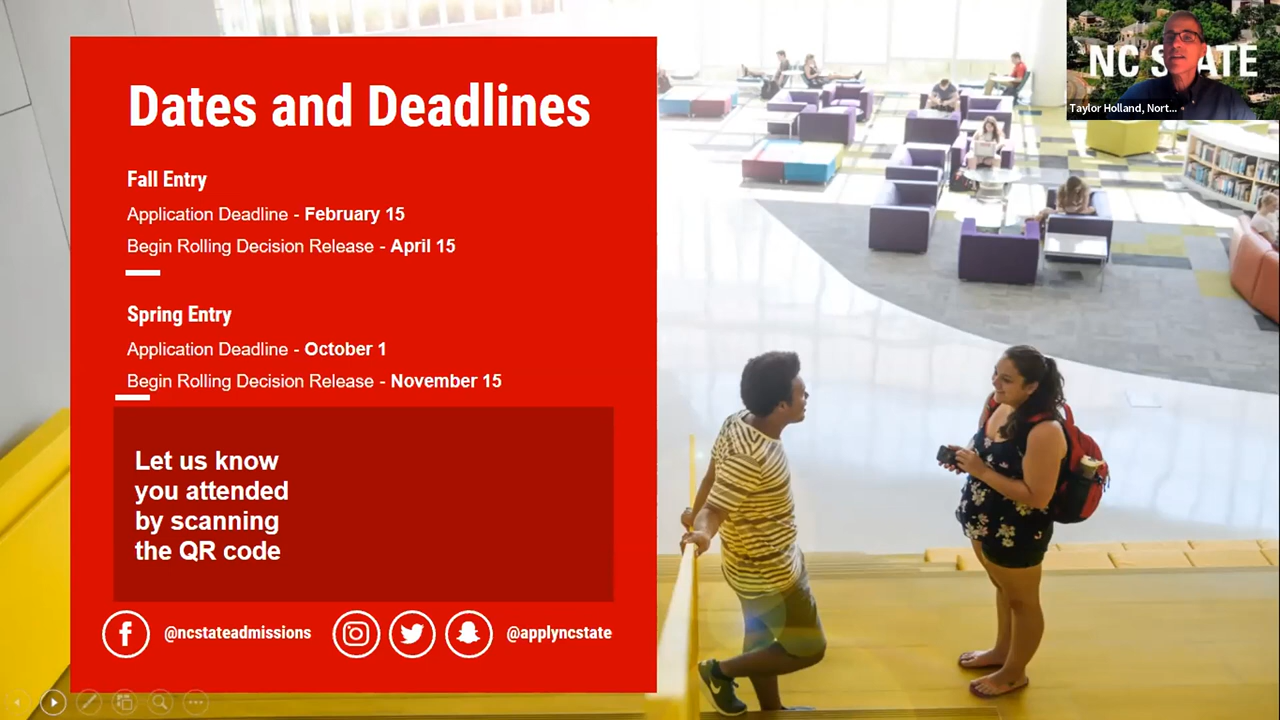 Dates and Deadlines
Fall Entry
Application Deadline - February 15
Begin Rolling Decision Release - April 15
Spring Entry
Application Deadline - October 1
Begin Rolling Decision Release - November 15
Let us know
you attended
by scanning
the QR code
@ncstateadmissions
@applyncstate
NC STATE
Taylor Holland, Nort...